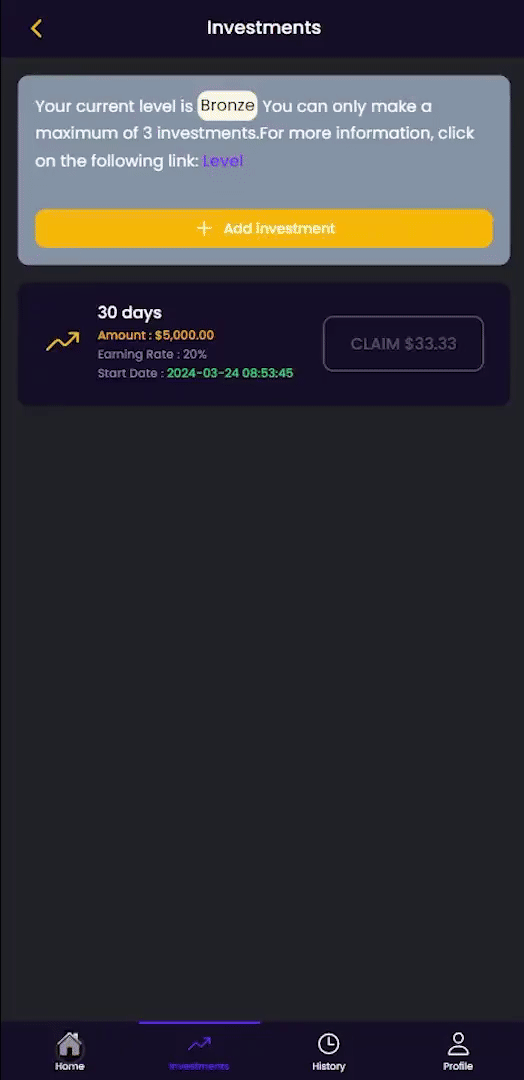 Investments
Your current level is Bronze You can only make a
maximum of 3 investments.For more information, click
on the following link: Level
Add investment
30 days
Amount : $5,000.00
Earning Rate : 20%
Start Date : 2024-03-24 08:53:45
CLAIM $33.33
Home
Investments
History
Profile